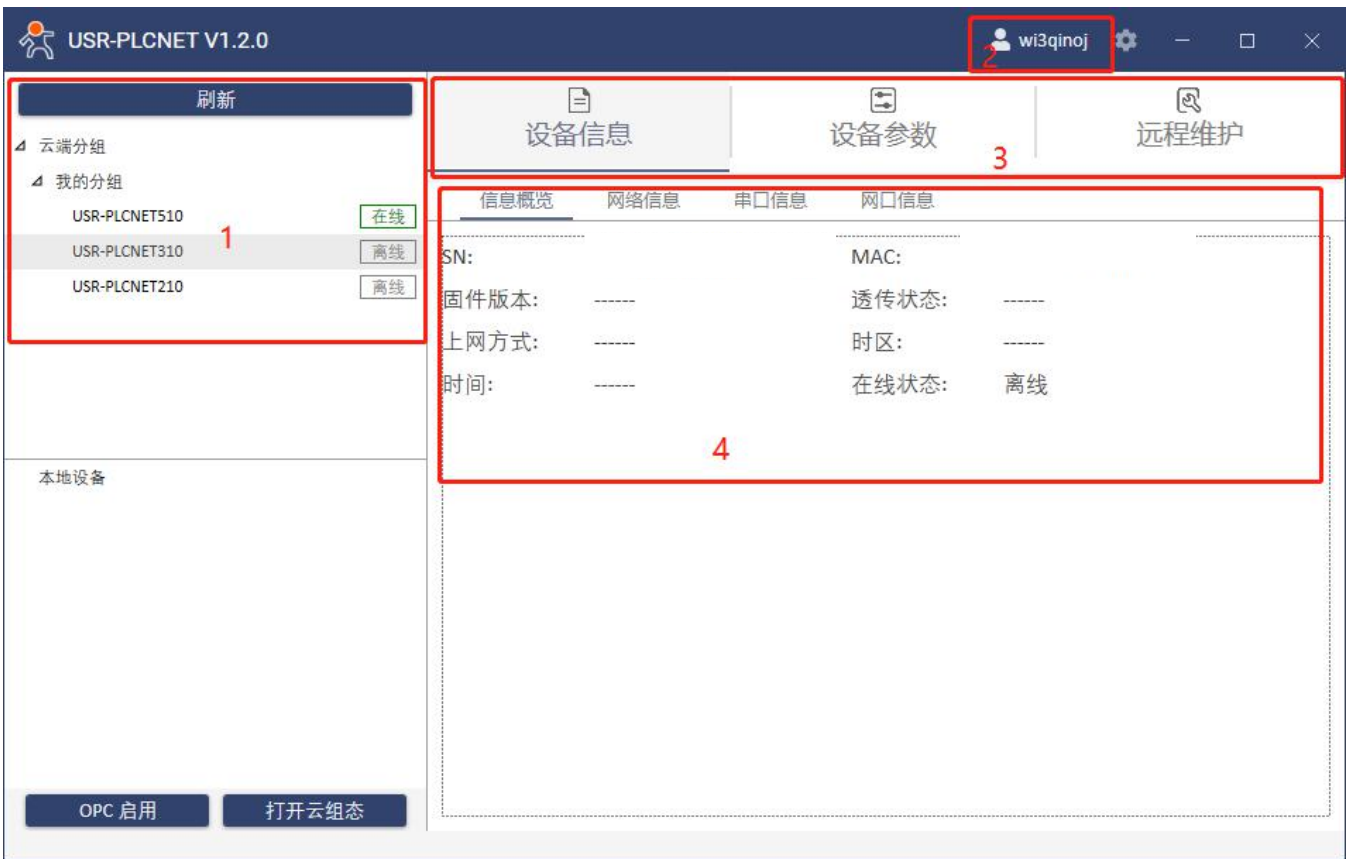 USR-PLCNET V1.2.0
2
wi3qinoj
刷新
云端分组
我的分组
USR-PLCNET510 在线
1
USR-PLCNET310 离线
USR-PLCNET210 离线
本地设备
OPC 启用 打开云组态
设备信息 设备参数 远程维护
3
信息概览 网络信息 串口信息 网口信息
SN: MAC:
固件版本: ------ 透传状态: ------
上网方式: ------ 时区: ------
时间: ------ 在线状态: 离线
4